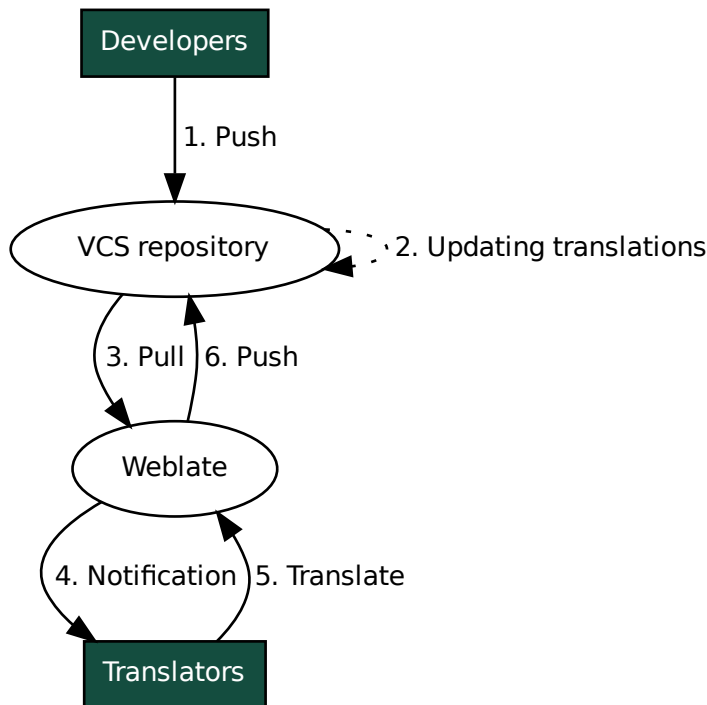 Developers
1. Push
VCS repository
2. Updating translations
3. Pull
6. Push
Weblate
4. Notification
5. Translate
Translators